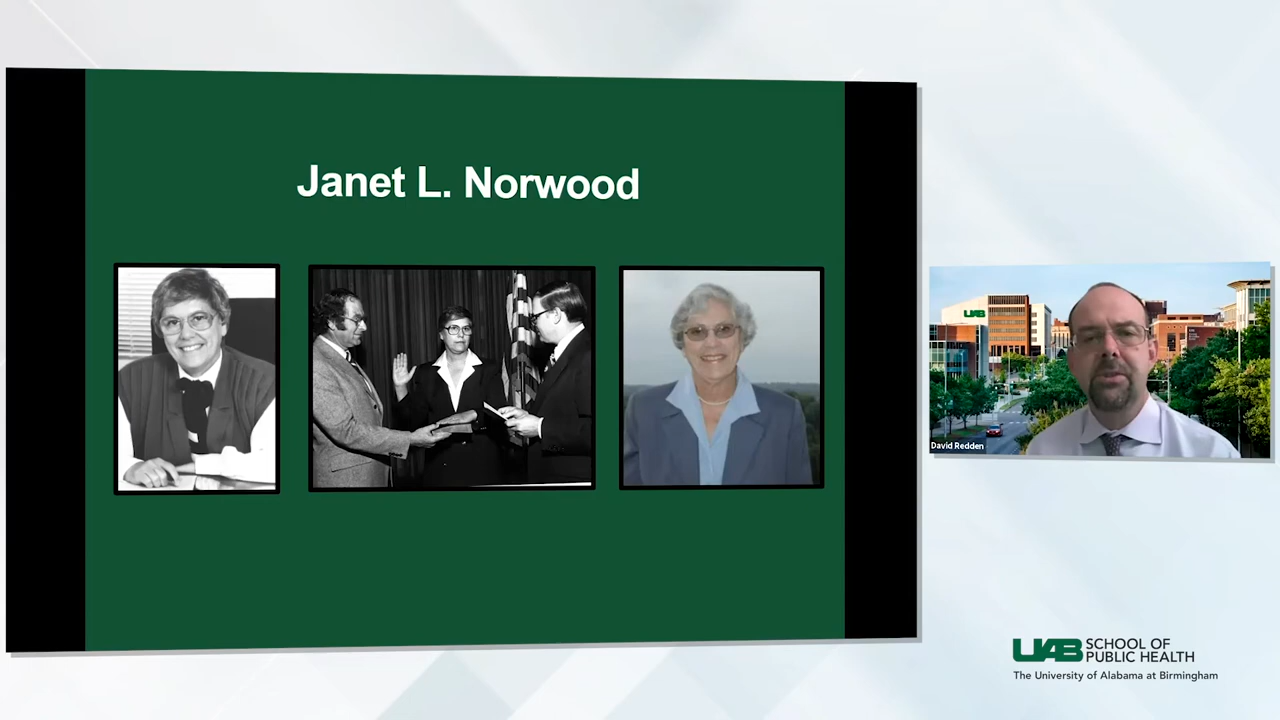 Janet L. Norwood
UAB
David Redden
UAB SCHOOL OF
PUBLIC HEALTH
The University of Alabama at Birmingham